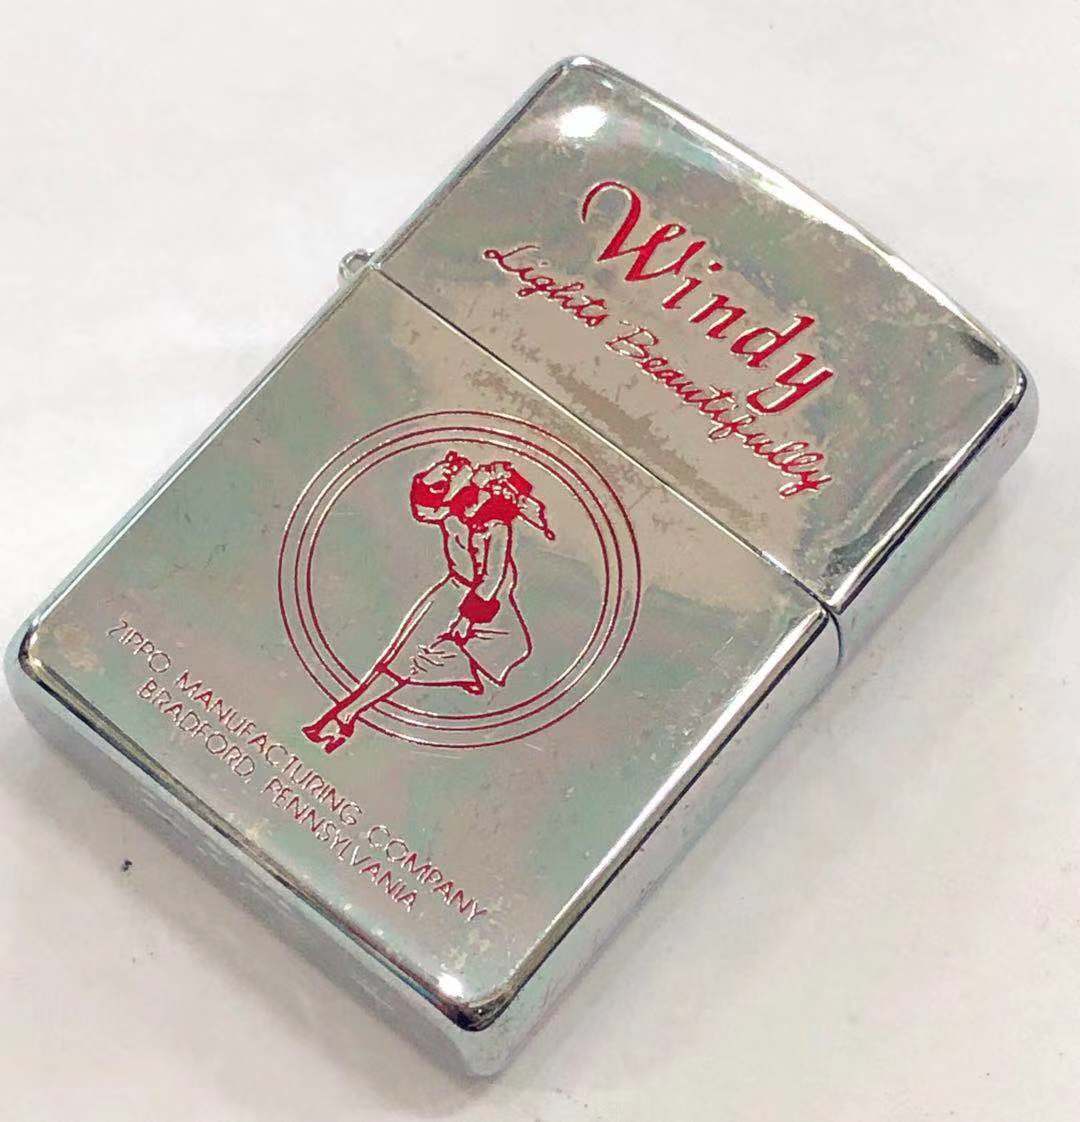 Windy
Lights Beautifully
ZIPPO MANUFACTURING COMPANY
BRADFORD, PENNSYLVANIA